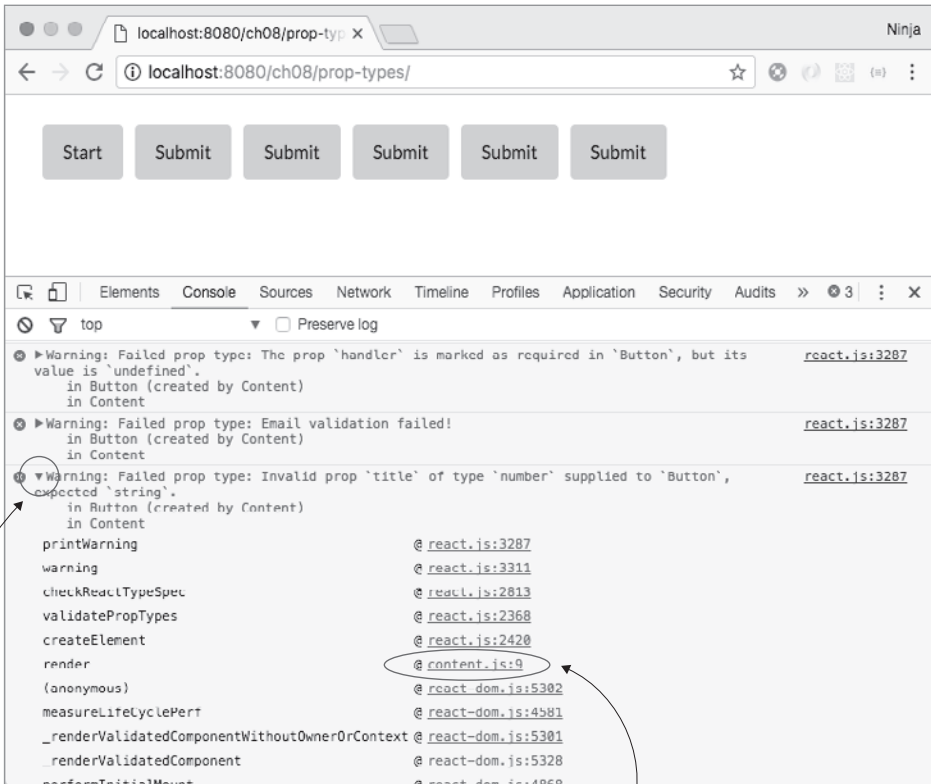 localhost:8080/ch08/prop-typ
Ninja
localhost:8080/ch08/prop-types/
Start Submit Submit Submit Submit Submit
Elements Console Sources Network Timeline Profiles Application Security Audits » 3
top Preserve log
Warning: Failed prop type: The prop `handler` is marked as required in `Button`, but its react.js:3287
value is `undefined`.
in Button (created by Content)
in Content
Warning: Failed prop type: Email validation failed! react.js:3287
in Button (created by Content)
in Content
Warning: Failed prop type: Invalid prop `title` of type `number` supplied to `Button`, react.js:3287
expected `string`.
in Button (created by Content)
in Content
printWarning @ react.js:3287
warning @ react.js:3311
checkReactTypeSpec @ react.js:2813
validatePropTypes @ react.js:2368
createElement @ react.js:2420
render @ content.js:9
(anonymous) @ react-dom.js:5302
measureLifeCyclePerf @ react-dom.js:4581
_renderValidatedComponentWithoutOwnerOrContext @ react-dom.js:5301
_renderValidatedComponent @ react-dom.js:5328
performInitialMount @ react-dom.js:4868